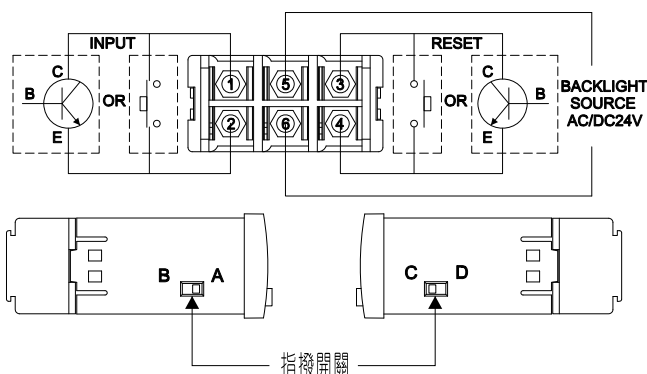 INPUT
RESET
C
B
E
OR
1
5
3
2
6
4
OR
C
B
E
BACKLIGHT
SOURCE
AC/DC24V
B A
C D
指撥開關